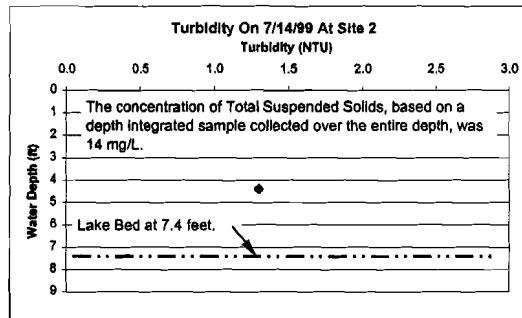 Turbidity On 7/14/99 At Site 2
Turbidity (NTU)
0.0 0.5 1.0 1.5 2.0 2.5 3.0
Water Depth (ft)
0
1
2
3
4
5
6
7
8
9
The concentration of Total Suspended Solids, based on a
depth integrated sample collected over the entire depth, was
14 mg/L.
Lake Bed at 7.4 feet.